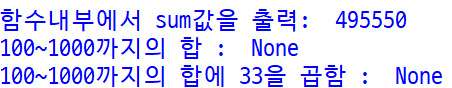 함수내부에서 sum값을 출력:  495550
100~1000까지의 합 :  None
100~1000까지의 합에 33을 곱함 :  None